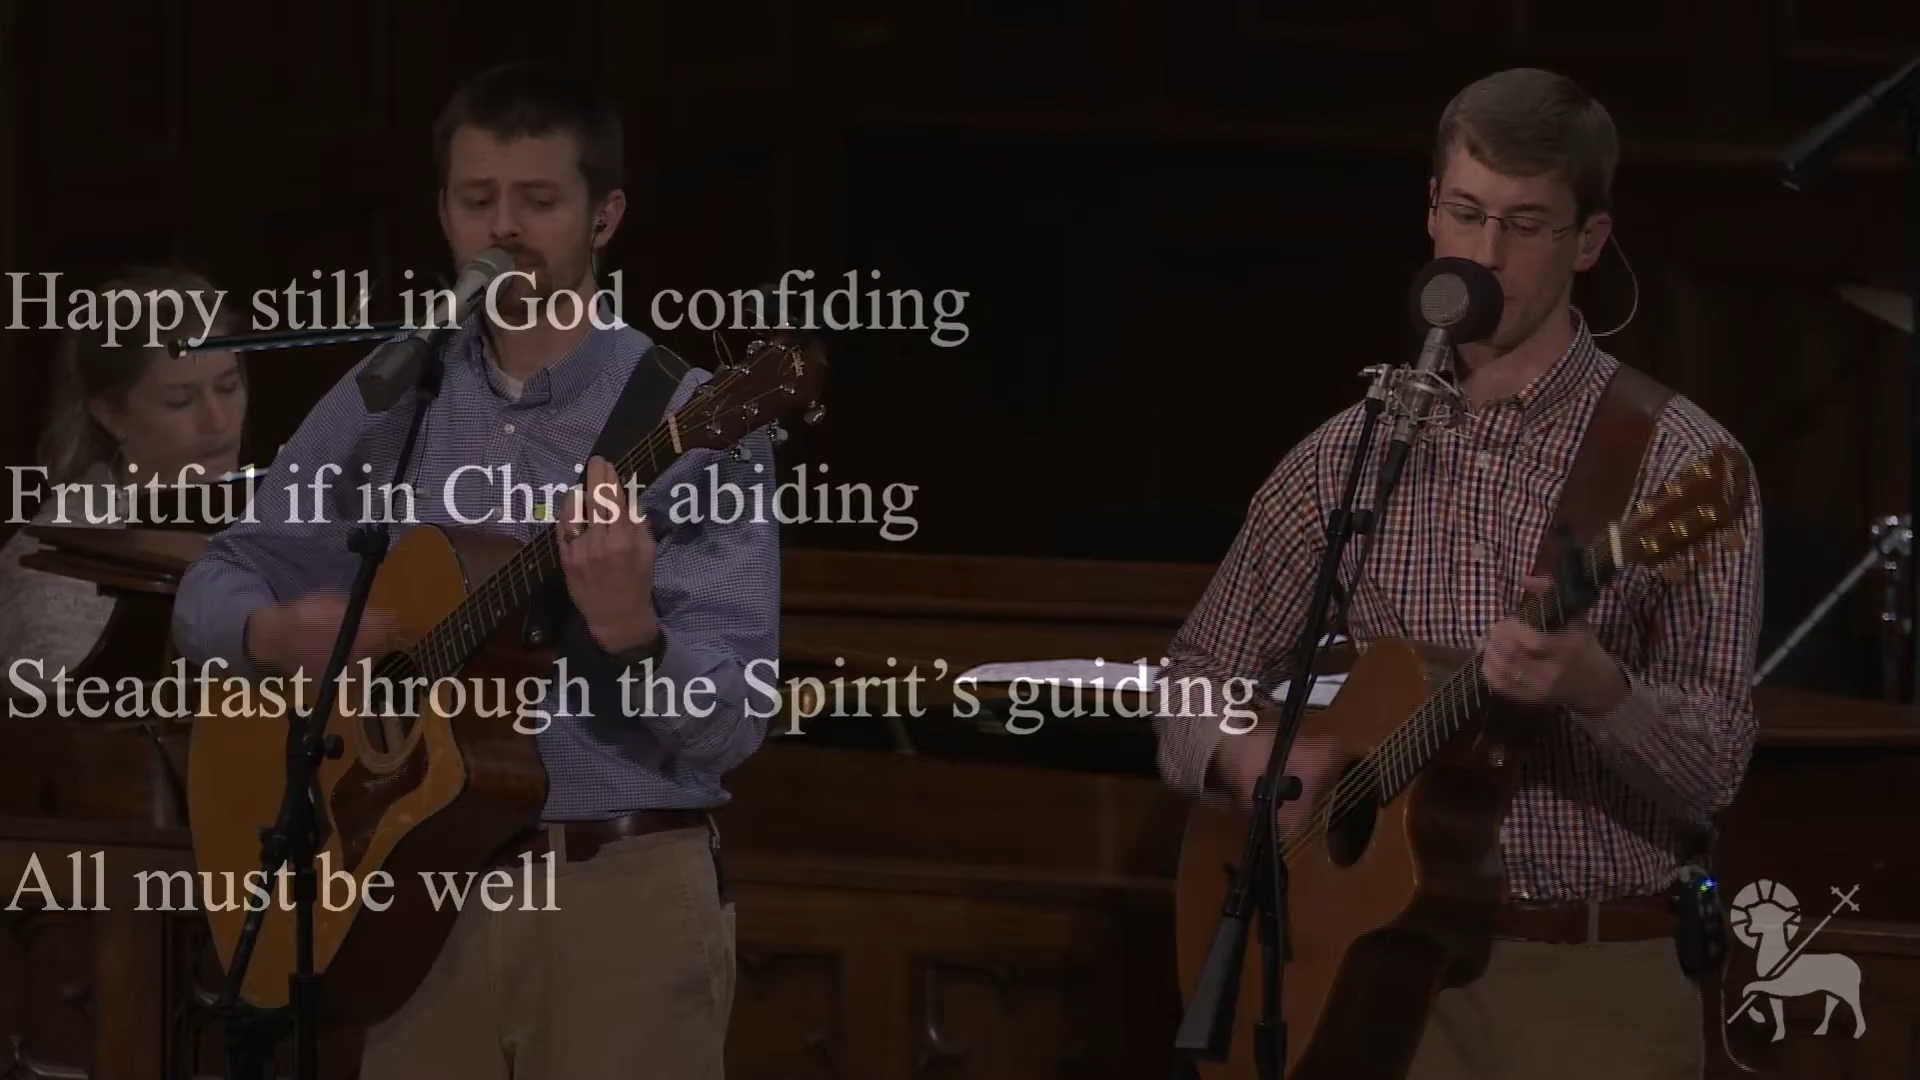 Happy still in God confiding
Fruitful if in Christ abiding
Steadfast through the Spirit’s guiding
All must be well